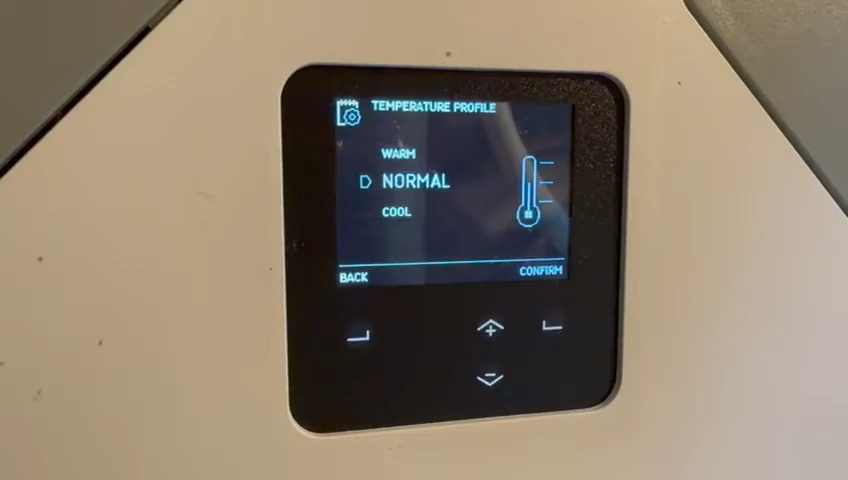 TEMPERATURE PROFILE
WARM
NORMAL
COOL
BACK
CONFIRM